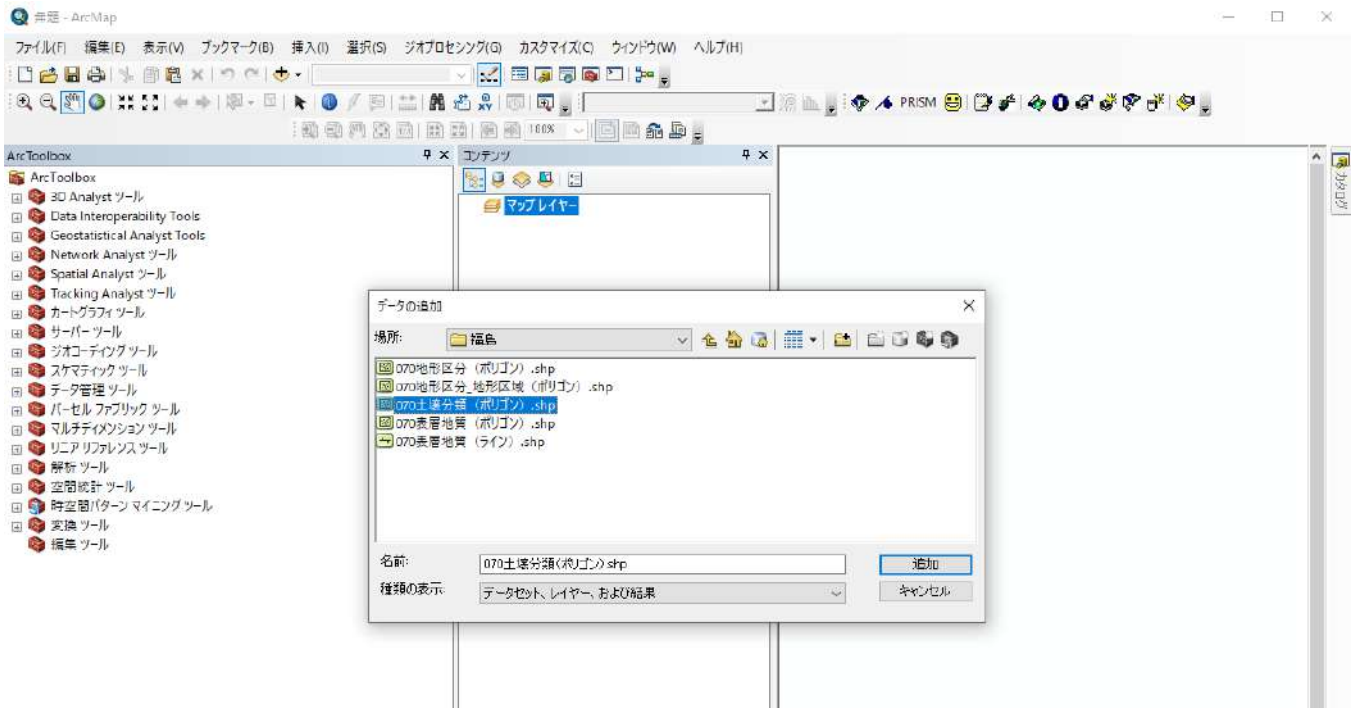 無題 - ArcMap
ファイル(F) 編集(E) 表示(V) ブックマーク(B) 挿入(I) 選択(S) ジオプロセシング(G) カスタマイズ(C) ウィンドウ(W) ヘルプ(H)
PRISM
100%
ArcToolbox
コンテンツ
ArcToolbox
3D Analyst ツール
Data Interoperability Tools
Geostatistical Analyst Tools
Network Analyst ツール
Spatial Analyst ツール
Tracking Analyst ツール
カートグラフィ ツール
サーバー ツール
ジオコーディング ツール
スケマティック ツール
データ管理 ツール
パーセル ファブリック ツール
マルチディメンション ツール
リニア リファレンス ツール
解析 ツール
空間統計 ツール
時空間パターン マイニング ツール
変換 ツール
編集 ツール
マップ レイヤー
カタログ
データの追加
場所:
福島
070地形区分（ポリゴン）.shp
070地形区分_地形区域（ポリゴン）.shp
070土壌分類（ポリゴン）.shp
070表層地質（ポリゴン）.shp
070表層地質（ライン）.shp
名前:
070土壌分類（ポリゴン）.shp
追加
種類の表示:
データセット、レイヤー、および結果
キャンセル